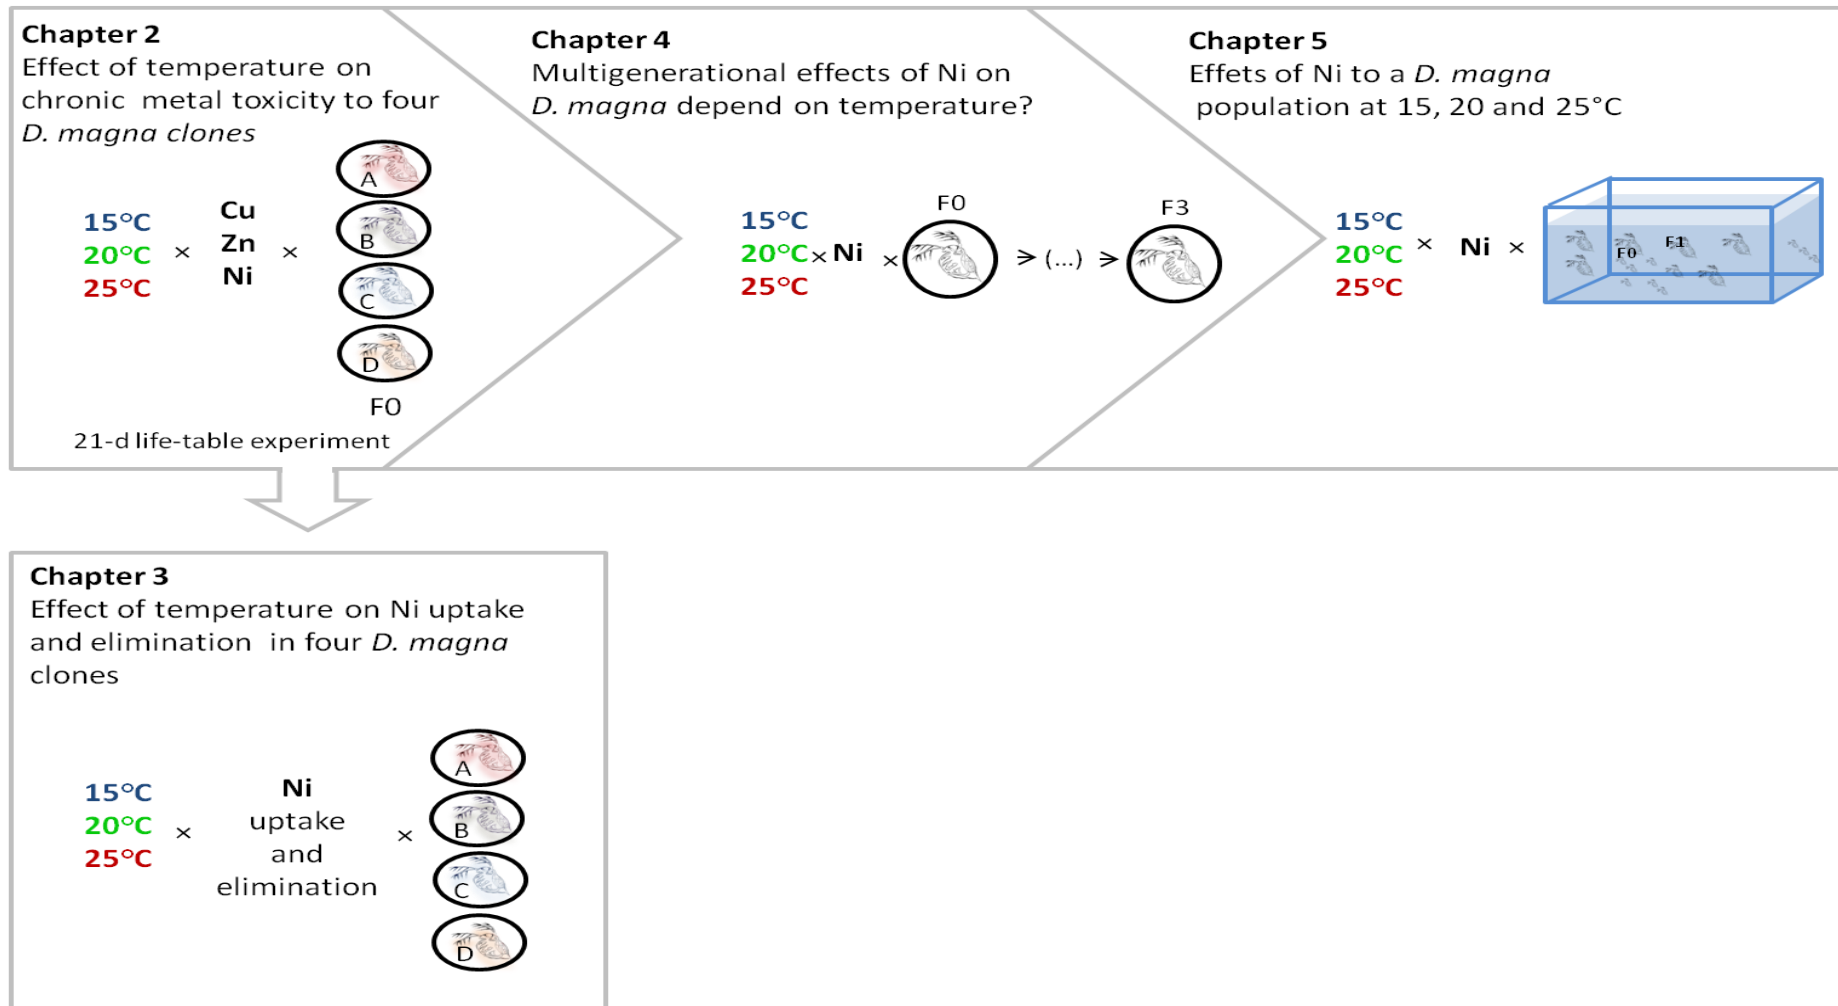 Chapter 2
Effect of temperature on
chronic metal toxicity to four
D. magna clones
15°C
20°C
25°C
×
Cu
Zn
Ni
×
A
B
C
D
F0
21-d life-table experiment
Chapter 4
Multigenerational effects of Ni on
D. magna depend on temperature?
15°C
20°C
25°C
× Ni ×
F0
> (...) >
F3
Chapter 5
Effets of Ni to a D. magna
population at 15, 20 and 25°C
15°C
20°C
25°C
× Ni ×
F0
F1
Chapter 3
Effect of temperature on Ni uptake
and elimination in four D. magna
clones
15°C
20°C
25°C
×
Ni
uptake
and
elimination
×
A
B
C
D